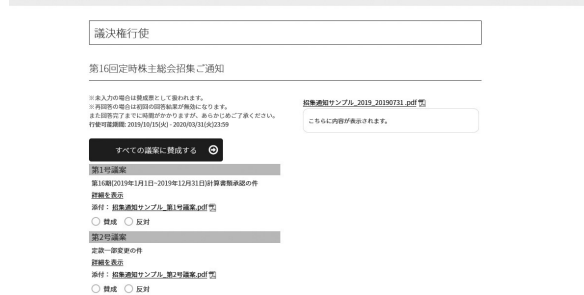 議決権行使
第16回定時株主総会招集ご通知
※未入力の場合は賛成票として扱われます。
※再回答の場合は初回の回答結果が無効になります。
また回答完了までに時間がかかりますが、あらかじめご了承ください。
行使可能期間: 2019/10/15(火) - 2020/03/31(火)23:59
招集通知サンプル_2019_20190731 .pdf
こちらに内容が表示されます。
すべての議案に賛成する
第1号議案
第16期(2019年1月1日~2019年12月31日)計算書類承認の件
詳細を表示
添付： 招集通知サンプル_第1号議案.pdf
賛成 反対
第2号議案
定款一部変更の件
詳細を表示
添付： 招集通知サンプル_第2号議案.pdf
賛成 反対